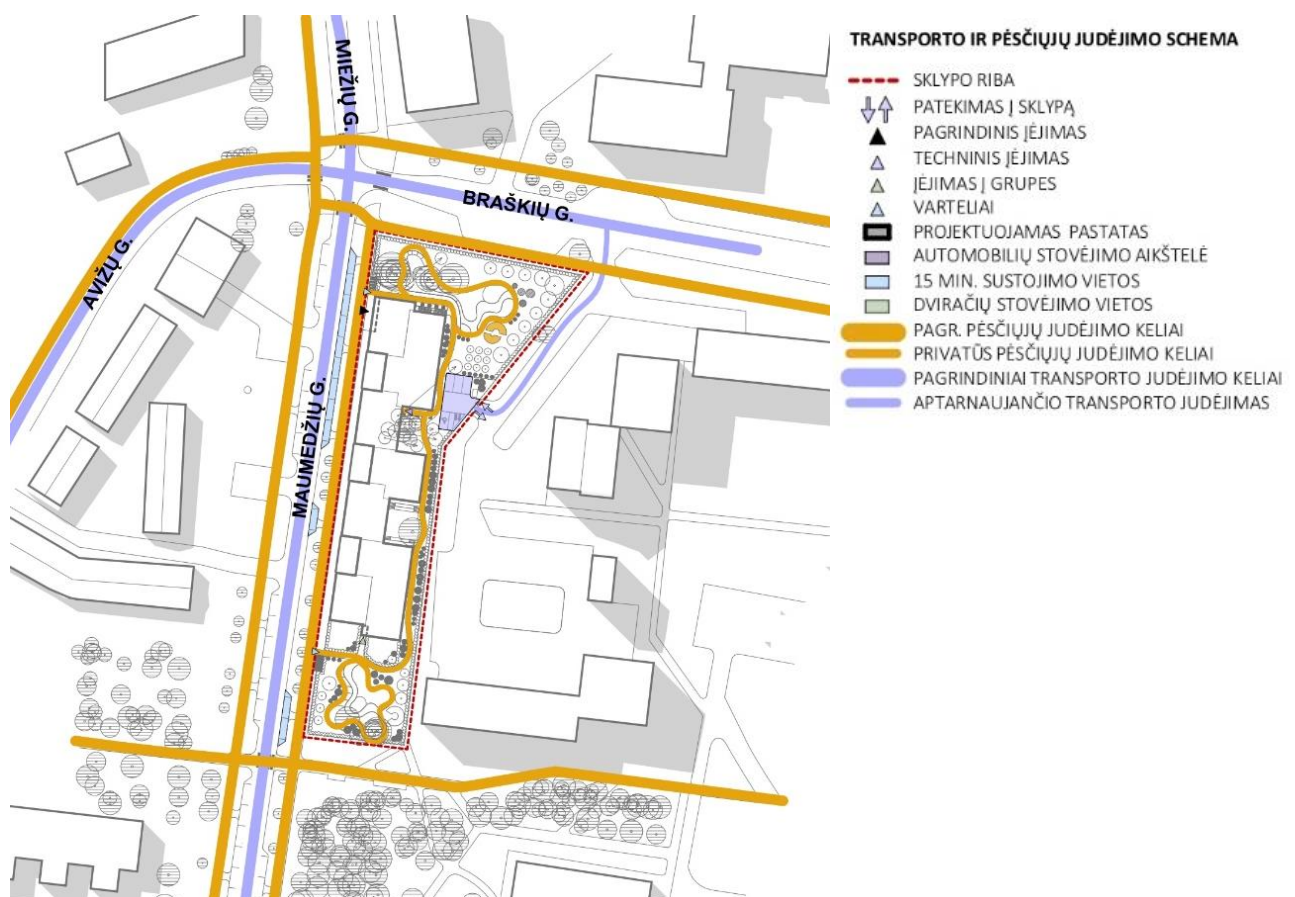 TRANSPORTO IR PĖSČIŲJŲ JUDĖJIMO SCHEMA
SKLYPO RIBA
PATEKIMAS Į SKLYPĄ
PAGRINDINIS ĮĖJIMAS
TECHNINIS ĮĖJIMAS
ĮĖJIMAS Į GRUPES
VARTELIAI
PROJEKTUOJAMAS PASTATAS
AUTOMOBILIŲ STOVĖJIMO AIKŠTELĖ
15 MIN. SUSTOJIMO VIETOS
DVIRAČIŲ STOVĖJIMO VIETOS
PAGR. PĖSČIŲJŲ JUDĖJIMO KELIAI
PRIVATŪS PĖSČIŲJŲ JUDĖJIMO KELIAI
PAGRINDINIAI TRANSPORTO JUDĖJIMO KELIAI
APTARNAUJANČIO TRANSPORTO JUDĖJIMAS
MIEŽIŲ G.
BRAŠKIŲ G.
AVIŽŲ G.
MAUMEDŽIŲ G.